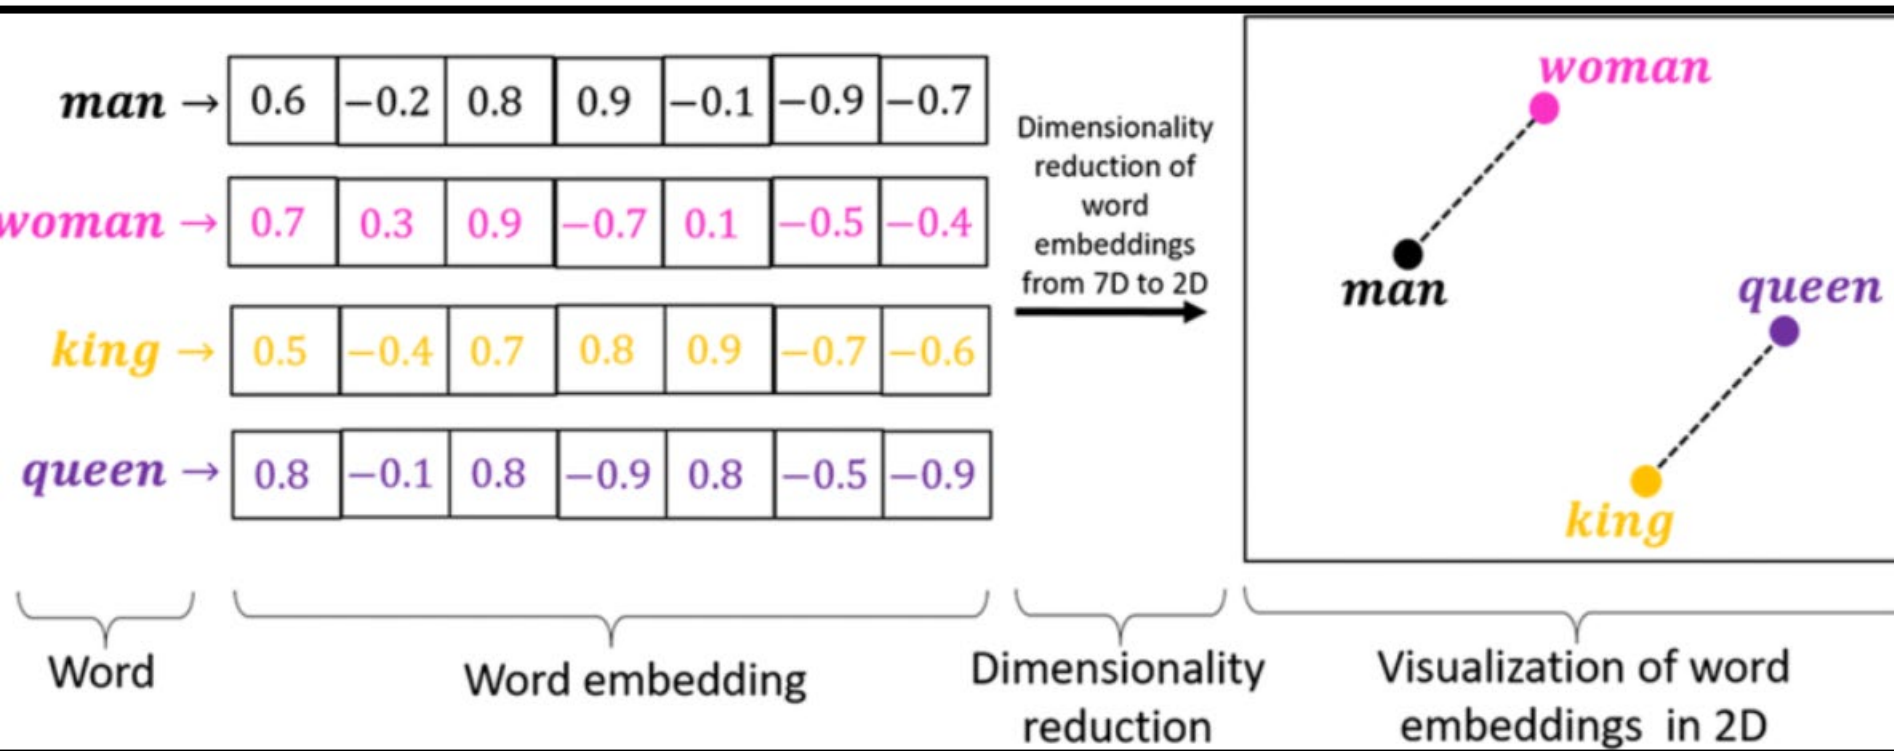 man → 0.6 −0.2 0.8 0.9 −0.1 −0.9 −0.7
woman → 0.7 0.3 0.9 −0.7 0.1 −0.5 −0.4
king → 0.5 −0.4 0.7 0.8 0.9 −0.7 −0.6
queen → 0.8 −0.1 0.8 −0.9 0.8 −0.5 −0.9
Dimensionality
reduction of
word
embeddings
from 7D to 2D
woman
man
queen
king
Word
Word embedding
Dimensionality
reduction
Visualization of word
embeddings in 2D